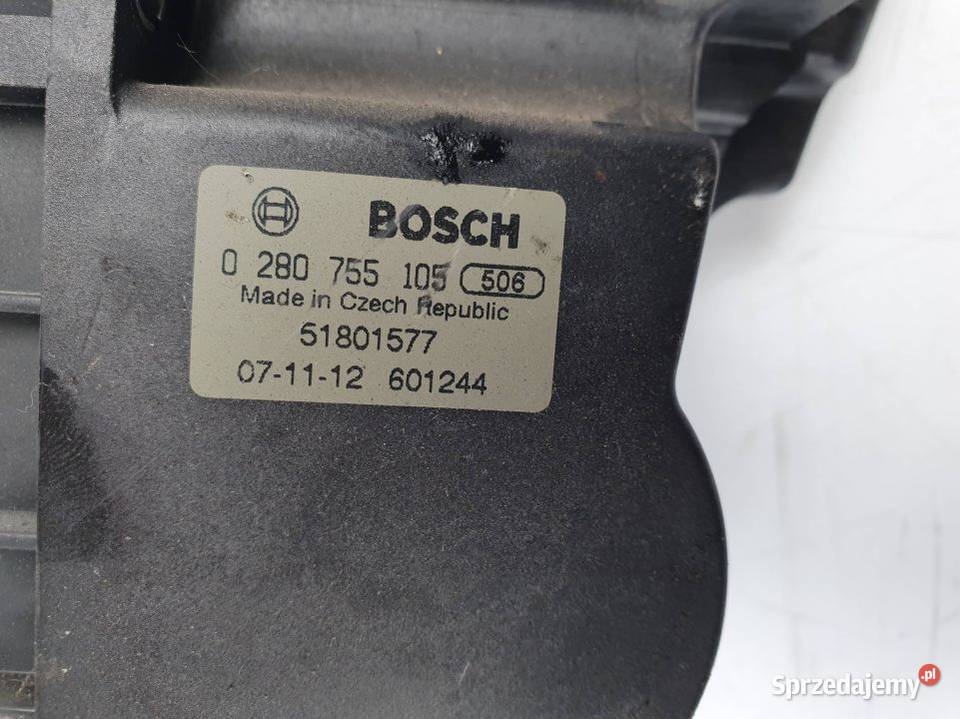 BOSCH
0 280 755 105 506
Made in Czech Republic
51801577
07-11-12 601244
Sprzedajemy.pl